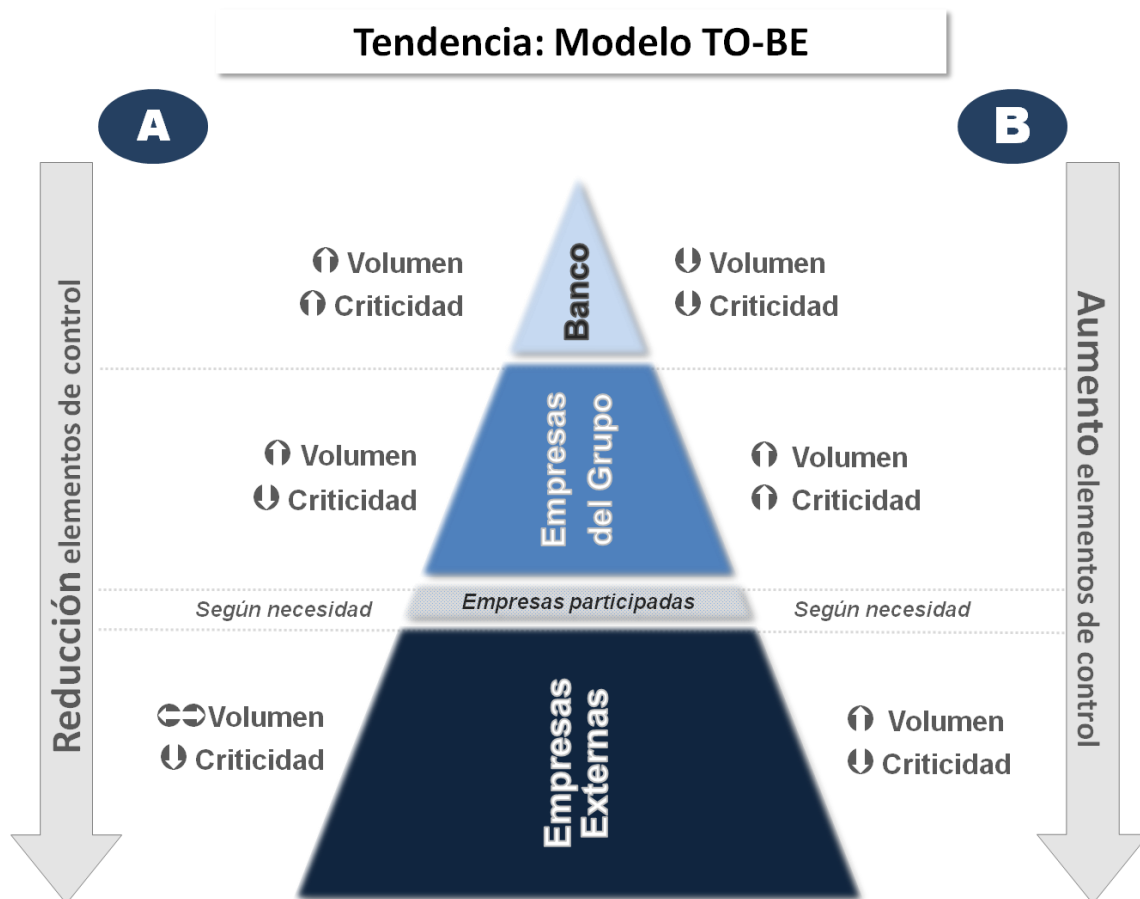 Tendencia: Modelo TO-BE
A
B
Reducción elementos de control
Aumento elementos de control
Volumen
Criticidad
Banco
Volumen
Criticidad
Volumen
Criticidad
Empresas
del Grupo
Volumen
Criticidad
Según necesidad
Empresas participadas
Según necesidad
Volumen
Criticidad
Empresas
Externas
Volumen
Criticidad